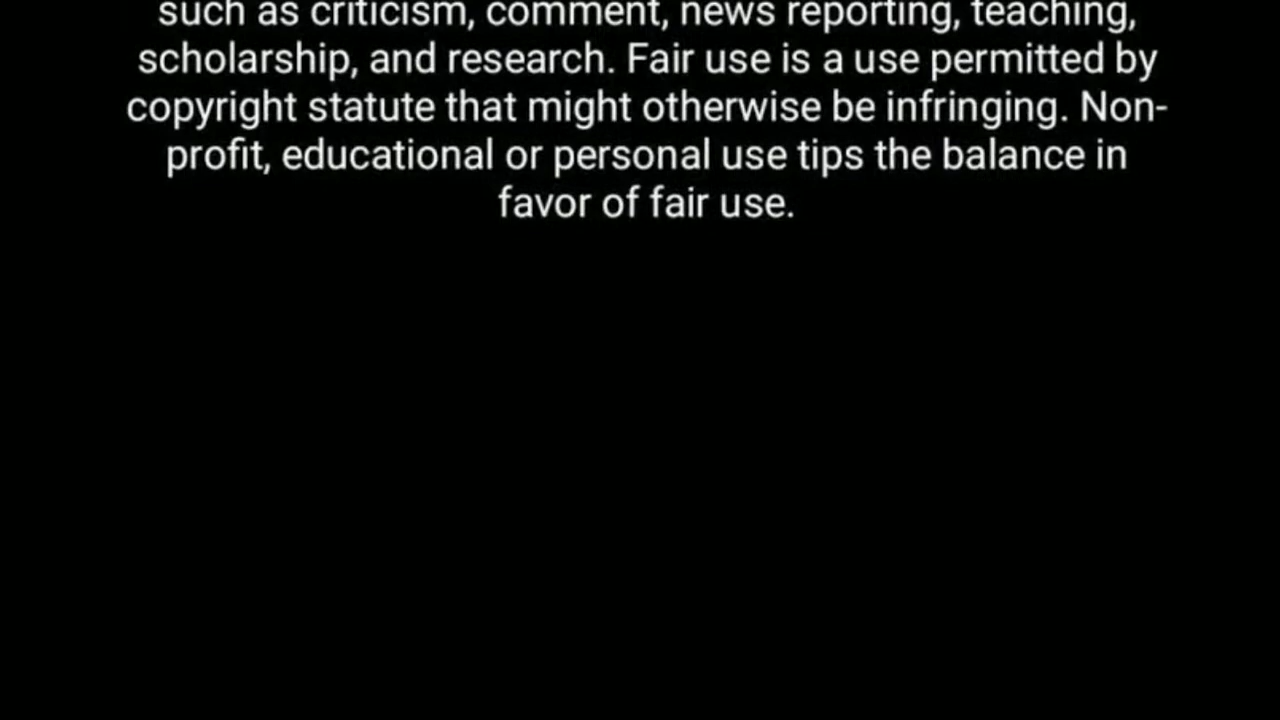 such as criticism, comment, news reporting, teaching,
scholarship, and research. Fair use is a use permitted by
copyright statute that might otherwise be infringing. Non-
profit, educational or personal use tips the balance in
favor of fair use.